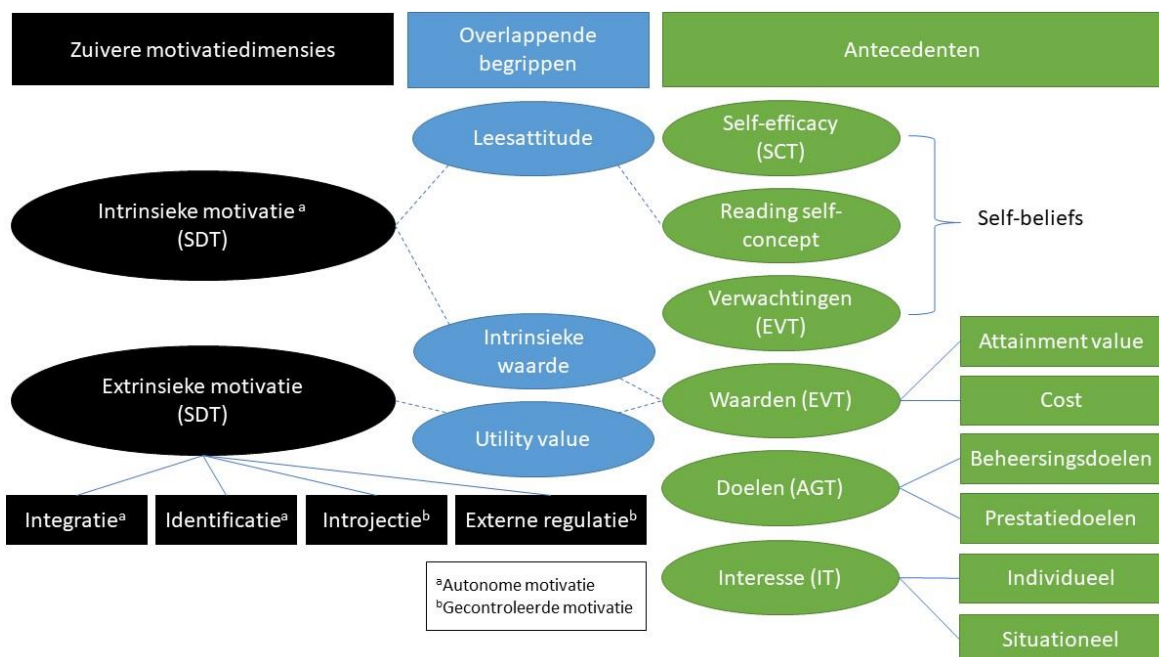 Zuivere motivatiedimensies
Overlappende
begrippen
Antecedenten
Leesattitude
Self-efficacy
(SCT)
Intrinsieke motivatie ᵃ
(SDT)
Reading self-
concept
Self-beliefs
Verwachtingen
(EVT)
Intrinsieke
waarde
Attainment value
Extrinsieke motivatie
(SDT)
Waarden (EVT)
Cost
Utility value
Beheersingsdoelen
Doelen (AGT)
Prestatiedoelen
Integratieᵃ
Identificatieᵃ
Introjectieᵇ
Externe regulatieᵇ
ᵃAutonome motivatie
ᵇGecontroleerde motivatie
Interesse (IT)
Individueel
Situationeel